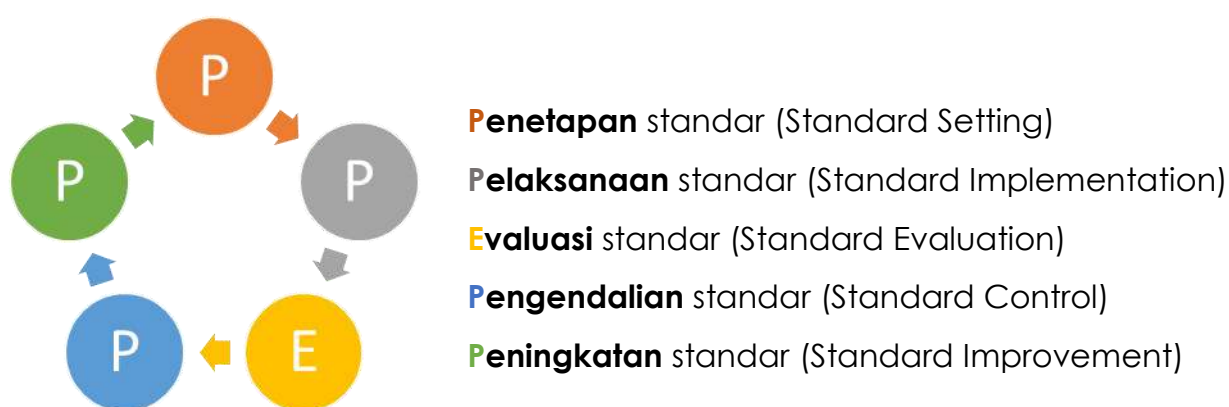 P
P
P
P
E
Penetapan standar (Standard Setting)
Pelaksanaan standar (Standard Implementation)
Evaluasi standar (Standard Evaluation)
Pengendalian standar (Standard Control)
Peningkatan standar (Standard Improvement)